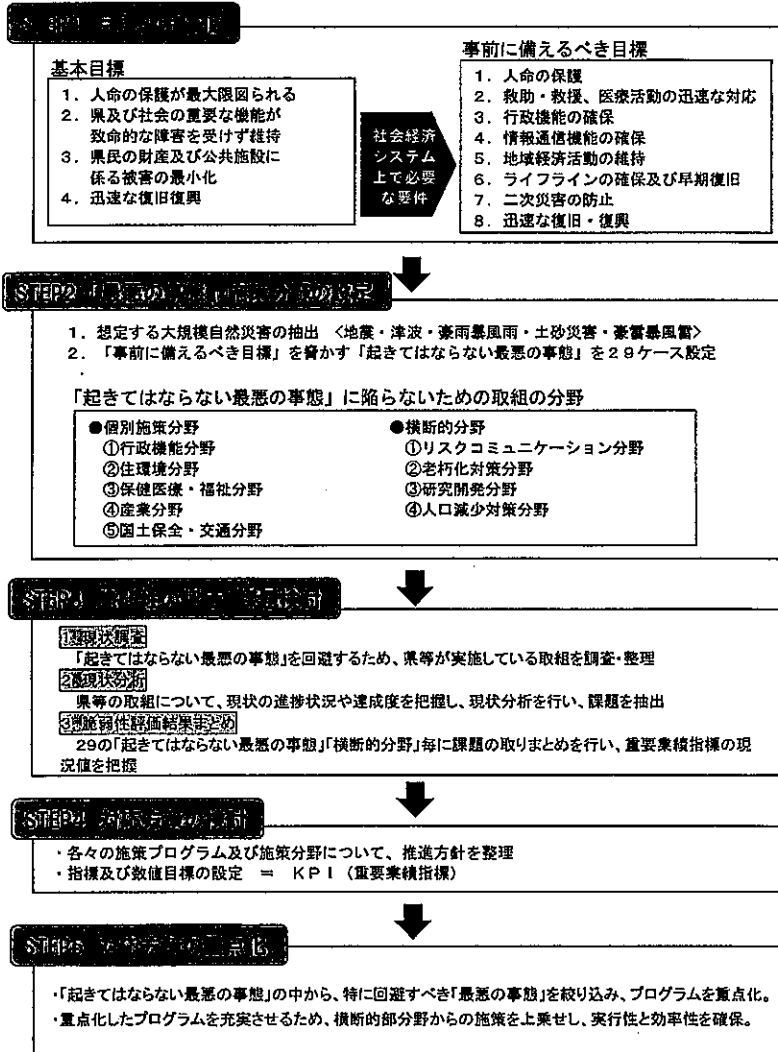 基本目標
1．人命の保護が最大限図られる
2．県及び社会の重要な機能が
致命的な障害を受けず維持
3．県民の財産及び公共施設に
係る被害の最小化
4．迅速な復旧復興
社会経済
システム
上で必要
な要件
事前に備えるべき目標
1．人命の保護
2．救助・救援、医療活動の迅速な対応
3．行政機能の確保
4．情報通信機能の確保
5．地域経済活動の維持
6．ライフラインの確保及び早期復旧
7．二次災害の防止
8．迅速な復旧・復興
STEP2
1．想定する大規模自然災害の抽出 〈地震・津波・豪雨暴風雨・土砂災害・豪雪暴風雪〉
2．「事前に備えるべき目標」を脅かす「起きてはならない最悪の事態」を29ケース設定
「起きてはならない最悪の事態」に陥らないための取組の分野
●個別施策分野
①行政機能分野
②住環境分野
③保健医療・福祉分野
④産業分野
⑤国土保全・交通分野
●横断的分野
①リスクコミュニケーション分野
②老朽化対策分野
③研究開発分野
④人口減少対策分野
現状調査
「起きてはならない最悪の事態」を回避するため、県等が実施している取組を調査・整理
現状分析
県等の取組について、現状の進捗状況や達成度を把握し、現状分析を行い、課題を抽出
脆弱性評価結果まとめ
29の「起きてはならない最悪の事態」「横断的分野」毎に課題の取りまとめを行い、重要業績指標の現
況値を把握
STEP4
・各々の施策プログラム及び施策分野について、推進方針を整理
・指標及び数値目標の設定 ＝ KPI（重要業績指標）
・「起きてはならない最悪の事態」の中から、特に回避すべき「最悪の事態」を絞り込み、プログラムを重点化。
・重点化したプログラムを充実させるため、横断的部分野からの施策を上乗せし、実行性と効率性を確保。